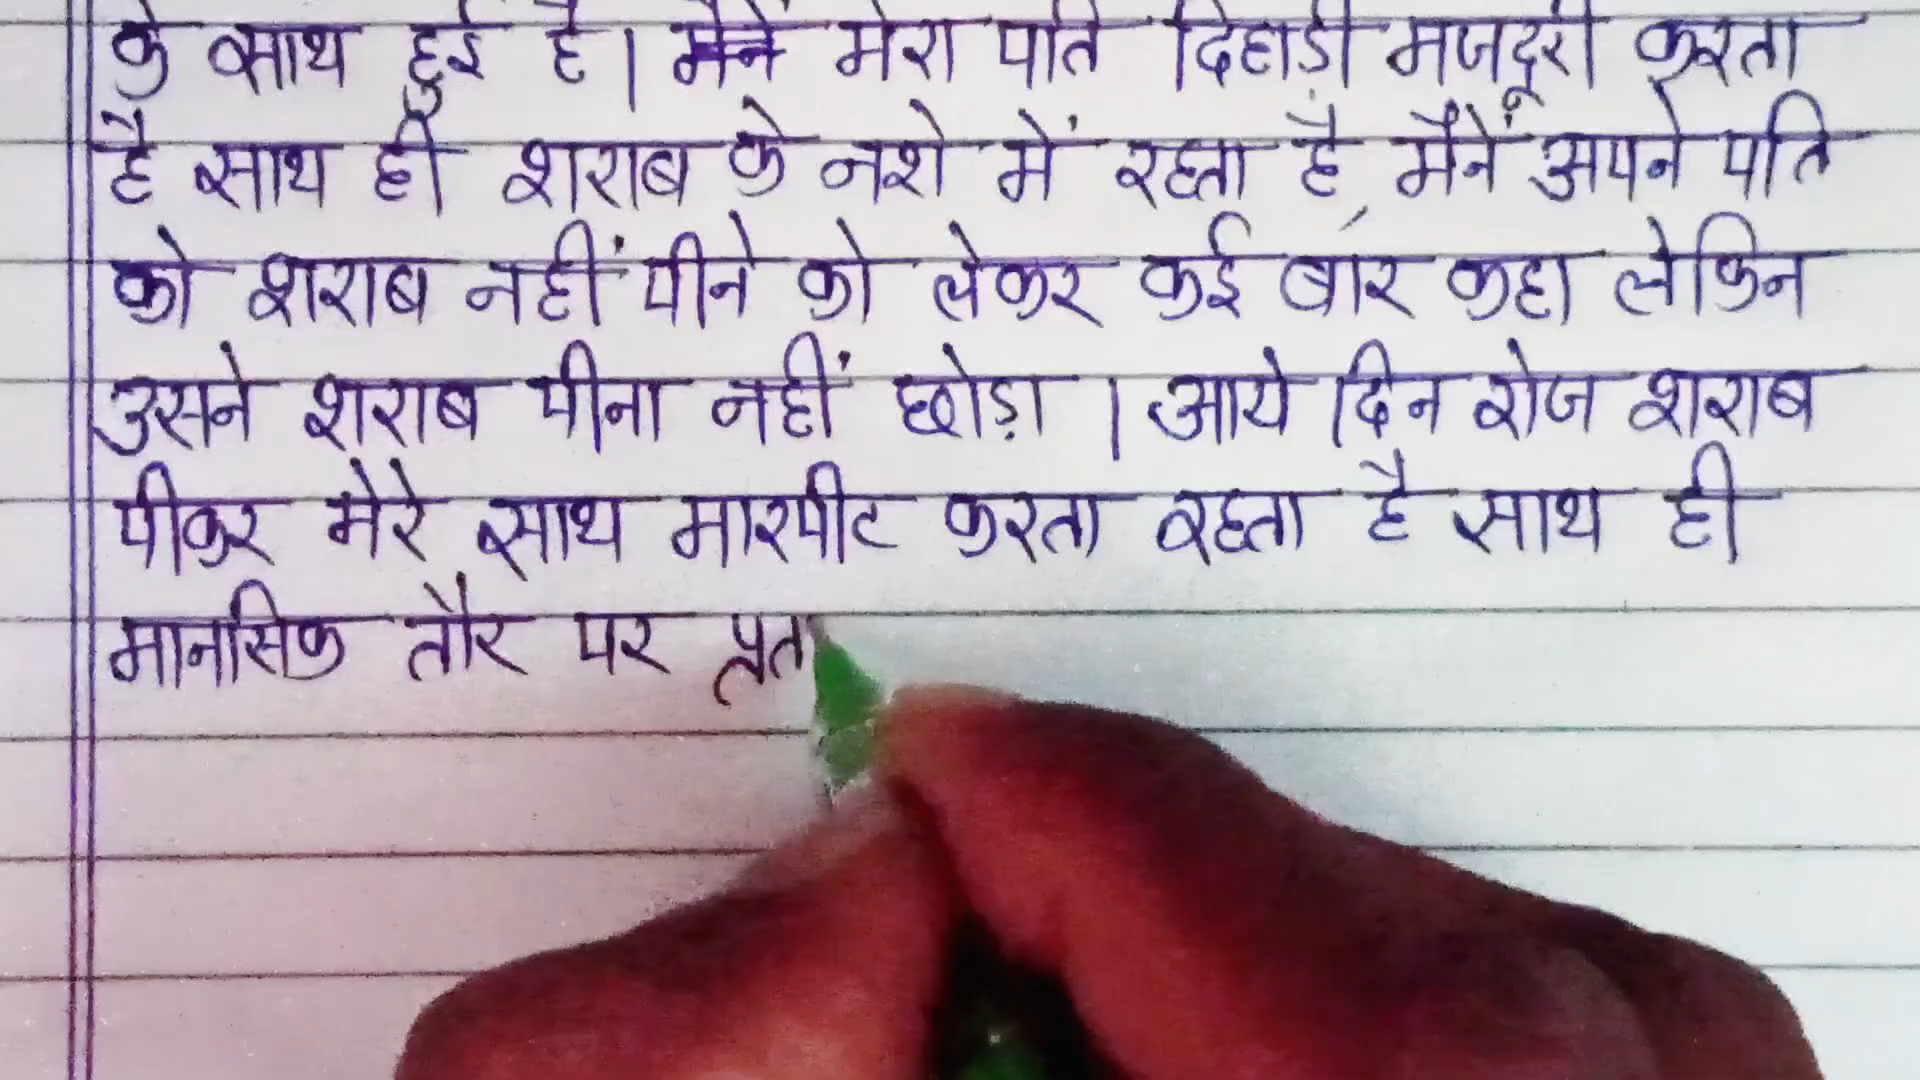 के साथ हुई है। मैनें मेरा पति दिहाड़ी मजदूरी करता
है साथ ही शराब के नशे में रहता है, मैनें अपने पति
को शराब नहीं पीने को लेकर कई बार कहा लेकिन
उसने शराब पीना नहीं छोड़ा । आये दिन रोज शराब
पीकर मेरे साथ मारपीट करता रहता है साथ ही
मानसिक तौर पर प्रता